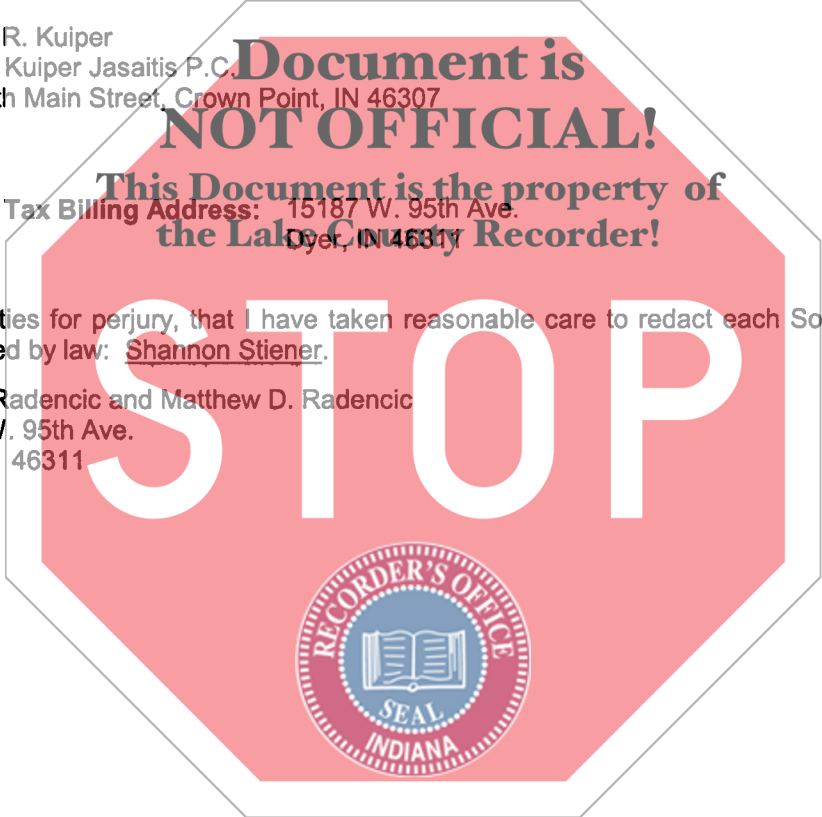 R. Kuiper
Kuiper Jasaitis P.C.
Document is
th Main Street, Crown Point, IN 46307
NOT OFFICIAL!
This Document is the property of
Tax Billing Address: 15187 W. 95th Ave.
the Lake County Recorder!
Dyer, IN 46311
ties for perjury, that I have taken reasonable care to redact each So
ed by law: Shannon Stiener.
Radencic and Matthew D. Radencic
W. 95th Ave.
46311
STOP
RECORDER'S OFFICE
SEAL
INDIANA